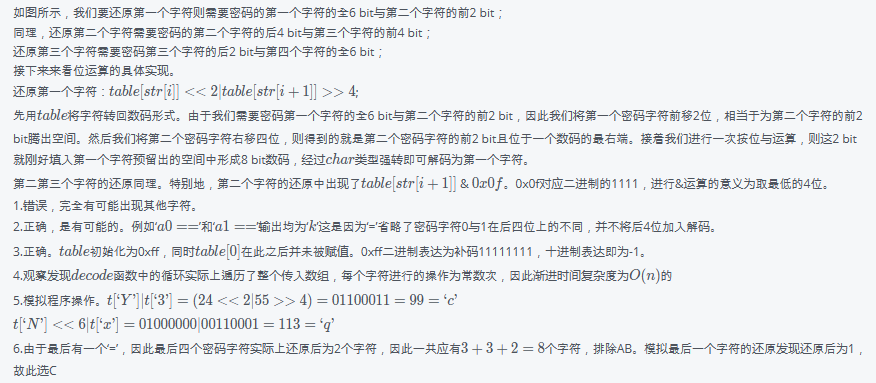 如图所示，我们要还原第一个字符则需要密码的第一个字符的全6 bit与第二个字符的前2 bit；
同理，还原第二个字符需要密码的第二个字符的后4 bit与第三个字符的前4 bit；
还原第三个字符需要密码第三个字符的后2 bit与第四个字符的全6 bit；
接下来来看位运算的具体实现。
还原第一个字符：table[str[i]] << 2|table[str[i + 1]] >> 4;
先用table将字符转回数码形式。由于我们需要密码第一个字符的全6 bit与第二个字符的前2 bit，因此我们将第一个密码字符前移2位，相当于为第二个字符的前2
bit腾出空间。然后我们将第二个密码字符右移四位，则得到的就是第二个密码字符的前2 bit且位于一个数码的最右端。接着我们进行一次按位与运算，则这2 bit
就刚好填入第一个字符预留出的空间中形成8 bit数码，经过char类型强转即可解码为第一个字符。
第二第三个字符的还原同理。特别地，第二个字符的还原中出现了table[str[i + 1]] & 0x0f。0x0f对应二进制的1111，进行&运算的意义为取最低的4位。
1.错误，完全有可能出现其他字符。
2.正确，是有可能的。例如‘a0 ==’和‘a1 ==’输出均为‘k’这是因为‘=’省略了密码字符0与1在后四位上的不同，并不将后4位加入解码。
3.正确。table初始化为0xff，同时table[0]在此之后并未被赋值。0xff二进制表达为补码11111111，十进制表达即为-1。
4.观察发现decode函数中的循环实际上遍历了整个传入数组，每个字符进行的操作为常数次，因此渐进时间复杂度为O(n)的
5.模拟程序操作。t[‘Y’]|t[‘3’] = (24 << 2|55 >> 4) = 01100011 = 99 = ‘c’
t[‘N’] << 6|t[‘x’] = 01000000|00110001 = 113 = ‘q’
6.由于最后有一个‘=’，因此最后四个密码字符实际上还原后为2个字符，因此一共应有3 + 3 + 2 = 8个字符，排除AB。模拟最后一个字符的还原发现还原后为1，
故此选C